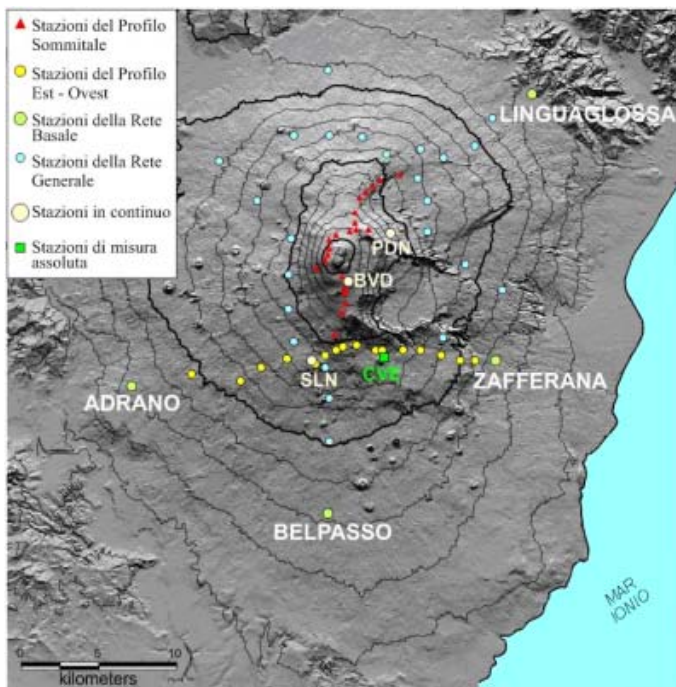 Stazioni del Profilo
Sommitale
Stazioni del Profilo
Est - Ovest
Stazioni della Rete
Basale
Stazioni della Rete
Generale
Stazioni in continuo
Stazioni di misura
assoluta
LINGUAGLOSSA
PDN
BVD
SLN
CVE
ADRANO
ZAFFERANA
BELPASSO
MAR
IONIO
0 5 10
kilometers